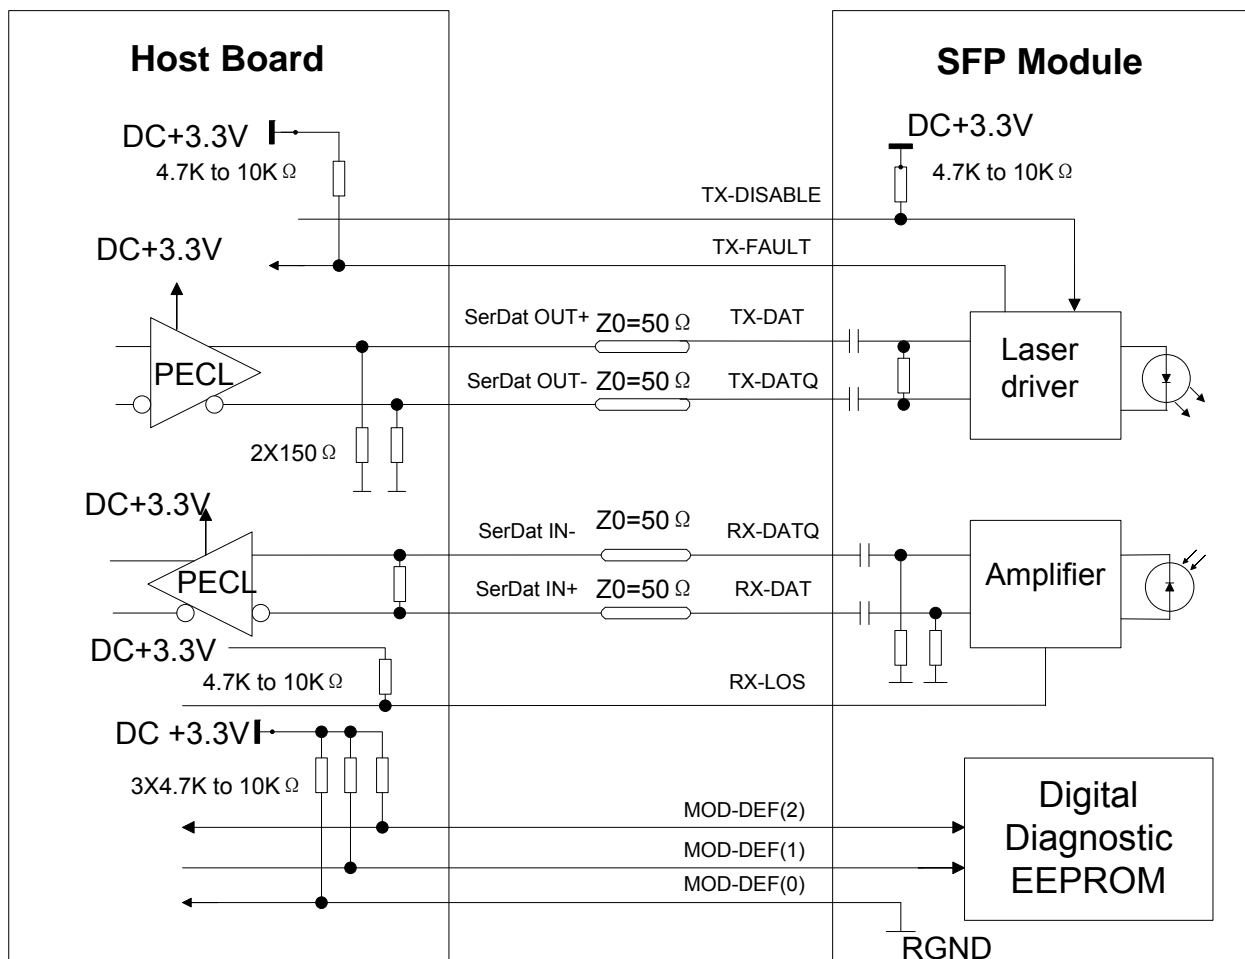 Host Board
SFP Module
DC+3.3V
4.7K to 10KΩ
DC+3.3V
4.7K to 10KΩ
TX-DISABLE
TX-FAULT
DC+3.3V
PECL
SerDat OUT+
Z0=50 Ω
TX-DAT
SerDat OUT-
Z0=50 Ω
TX-DATQ
2X150 Ω
Laser
driver
DC+3.3V
PECL
SerDat IN-
Z0=50 Ω
RX-DATQ
SerDat IN+
Z0=50 Ω
RX-DAT
Amplifier
DC+3.3V
4.7K to 10KΩ
RX-LOS
DC +3.3V
3X4.7K to 10KΩ
MOD-DEF(2)
MOD-DEF(1)
MOD-DEF(0)
Digital
Diagnostic
EEPROM
RGND